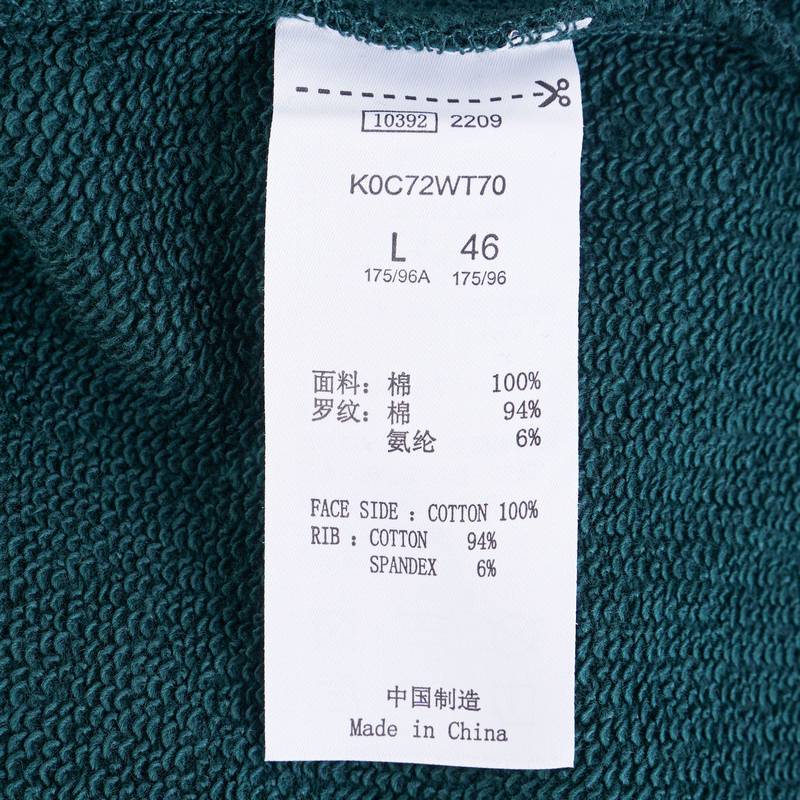 10392 2209
K0C72WT70
L 46
175/96A 175/96
面料：棉 100%
罗纹：棉 94%
氨纶 6%
FACE SIDE : COTTON 100%
RIB : COTTON 94%
SPANDEX 6%
中国制造
Made in China